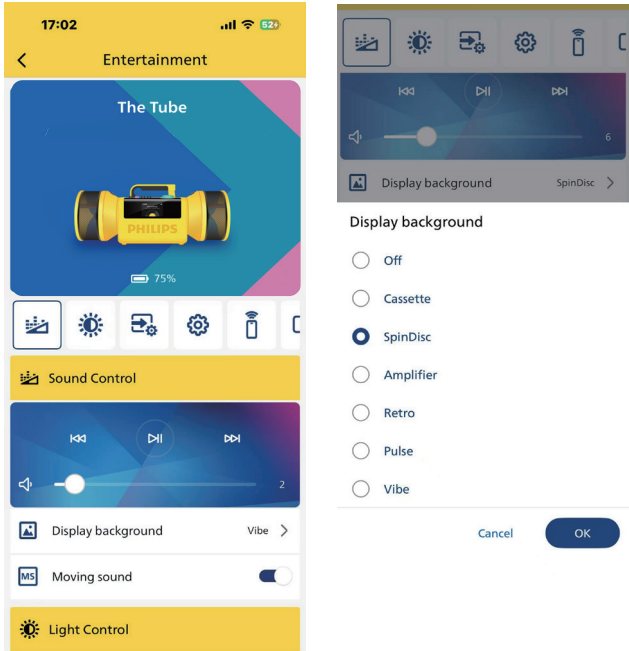 17:02
52
Entertainment
The Tube
PHILIPS
75%
Sound Control
2
Display background Vibe
MS Moving sound
Light Control
6
Display background SpinDisc
Display background
Off
Cassette
SpinDisc
Amplifier
Retro
Pulse
Vibe
Cancel OK